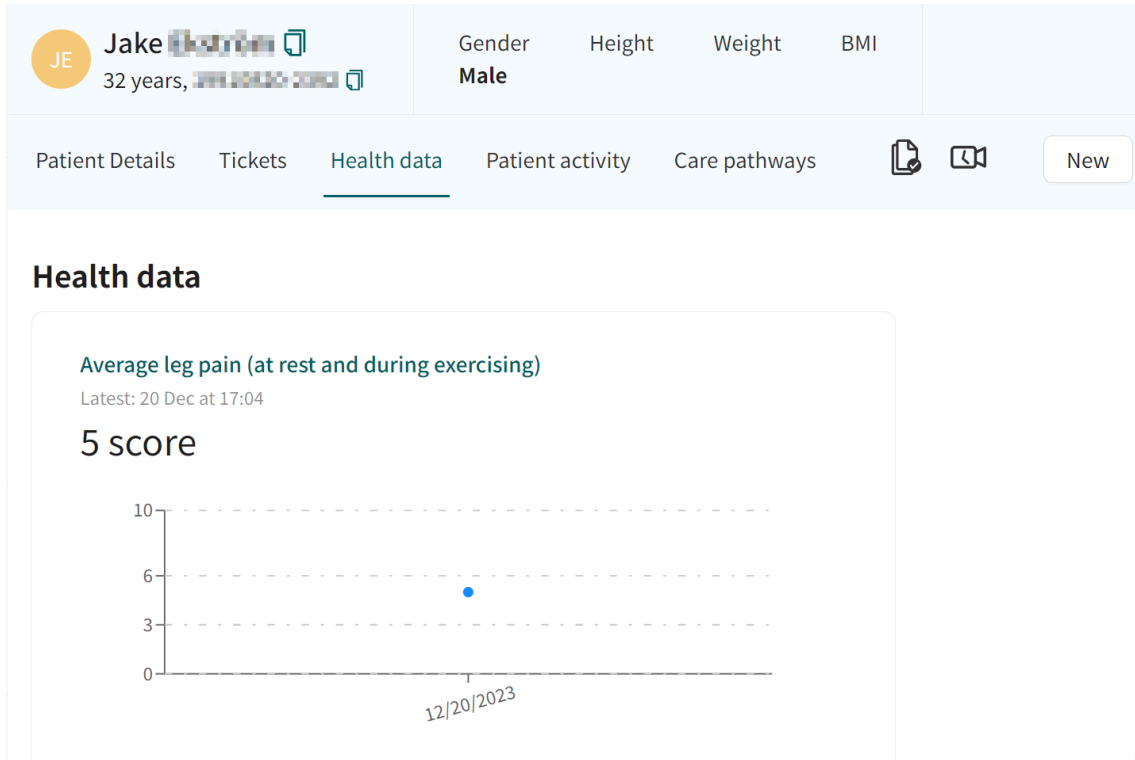 JE
Jake
32 years,
Gender Height Weight BMI
Male
Patient Details Tickets Health data Patient activity Care pathways New
Health data
Average leg pain (at rest and during exercising)
Latest: 20 Dec at 17:04
5 score
10
6
3
0
12/20/2023